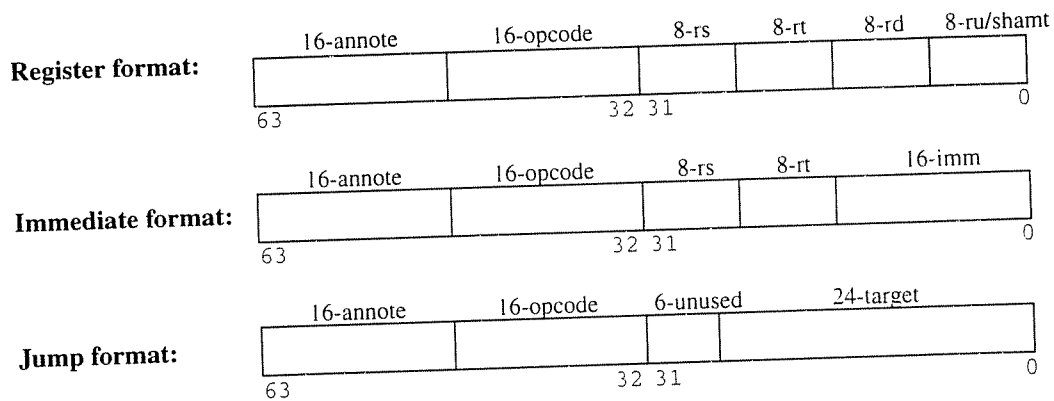 16-annote 16-opcode 8-rs 8-rt 8-rd 8-ru/shamt
Register format:
63 32 31 0
16-annote 16-opcode 8-rs 8-rt 16-imm
Immediate format:
63 32 31 0
16-annote 16-opcode 6-unused 24-target
Jump format:
63 32 31 0